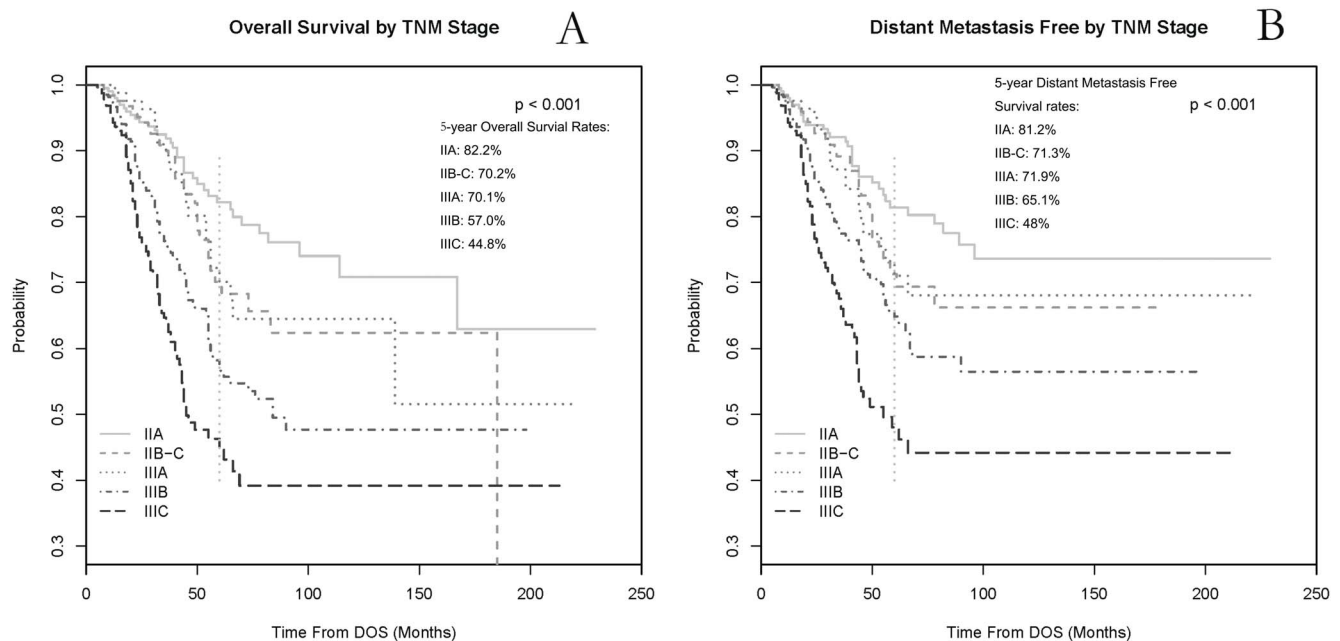 Overall Survival by TNM Stage
A
p < 0.001
5-year Overall Survial Rates:
IIA: 82.2%
IIB-C: 70.2%
IIIA: 70.1%
IIIB: 57.0%
IIIC: 44.8%
Probability
1.0
0.9
0.8
0.7
0.6
0.5
0.4
0.3
IIA
IIB−C
IIIA
IIIB
IIIC
0 50 100 150 200 250
Time From DOS (Months)
Distant Metastasis Free by TNM Stage
B
5-year Distant Metastasis Free
Survival rates:
p < 0.001
IIA: 81.2%
IIB-C: 71.3%
IIIA: 71.9%
IIIB: 65.1%
IIIC: 48%
Probability
1.0
0.9
0.8
0.7
0.6
0.5
0.4
0.3
IIA
IIB−C
IIIA
IIIB
IIIC
0 50 100 150 200 250
Time From DOS (Months)